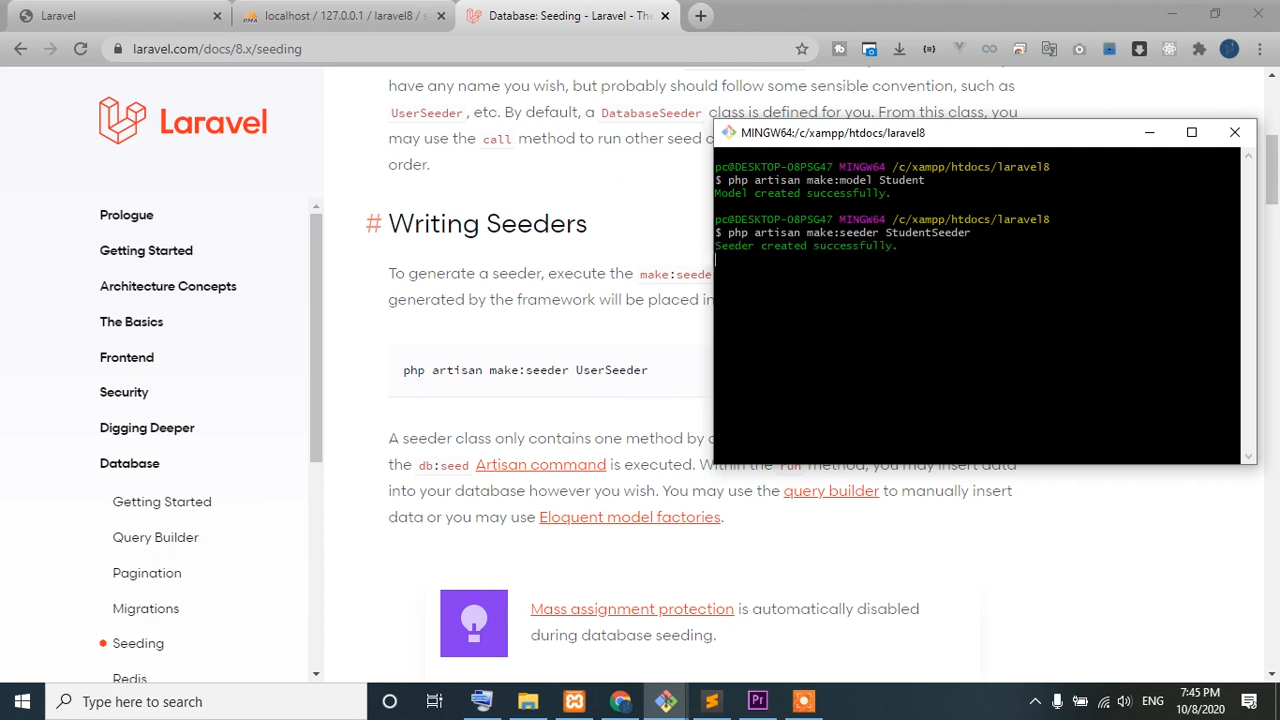 Laravel
localhost / 127.0.0.1 / laravel8 / s
Database: Seeding - Laravel - The
laravel.com/docs/8.x/seeding
Laravel
Prologue
Getting Started
Architecture Concepts
The Basics
Frontend
Security
Digging Deeper
Database
Getting Started
Query Builder
Pagination
Migrations
Seeding
Redis
have any name you wish, but probably should follow some sensible convention, such as
UserSeeder, etc. By default, a DatabaseSeeder class is defined for you. From this class, you
may use the call method to run other seed c
order.
# Writing Seeders
To generate a seeder, execute the make:seede
generated by the framework will be placed in
php artisan make:seeder UserSeeder
A seeder class only contains one method by
the db:seed Artisan command is executed. Within the run method, you may insert data
into your database however you wish. You may use the query builder to manually insert
data or you may use Eloquent model factories.
Mass assignment protection is automatically disabled
during database seeding.
MINGW64:/c/xampp/htdocs/laravel8
pc@DESKTOP-O8PSG47 MINGW64 /c/xampp/htdocs/laravel8
$ php artisan make:model Student
Model created successfully.
pc@DESKTOP-O8PSG47 MINGW64 /c/xampp/htdocs/laravel8
$ php artisan make:seeder StudentSeeder
Seeder created successfully.
Type here to search
Pr
ENG
7:45 PM
10/8/2020